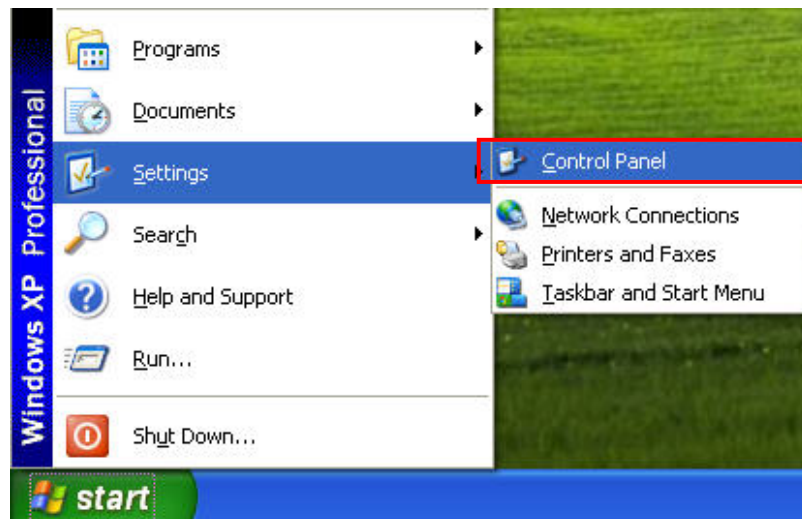 Windows XP Professional
Programs
Documents
Settings
Search
Help and Support
Run...
Shut Down...
Control Panel
Network Connections
Printers and Faxes
Taskbar and Start Menu
start